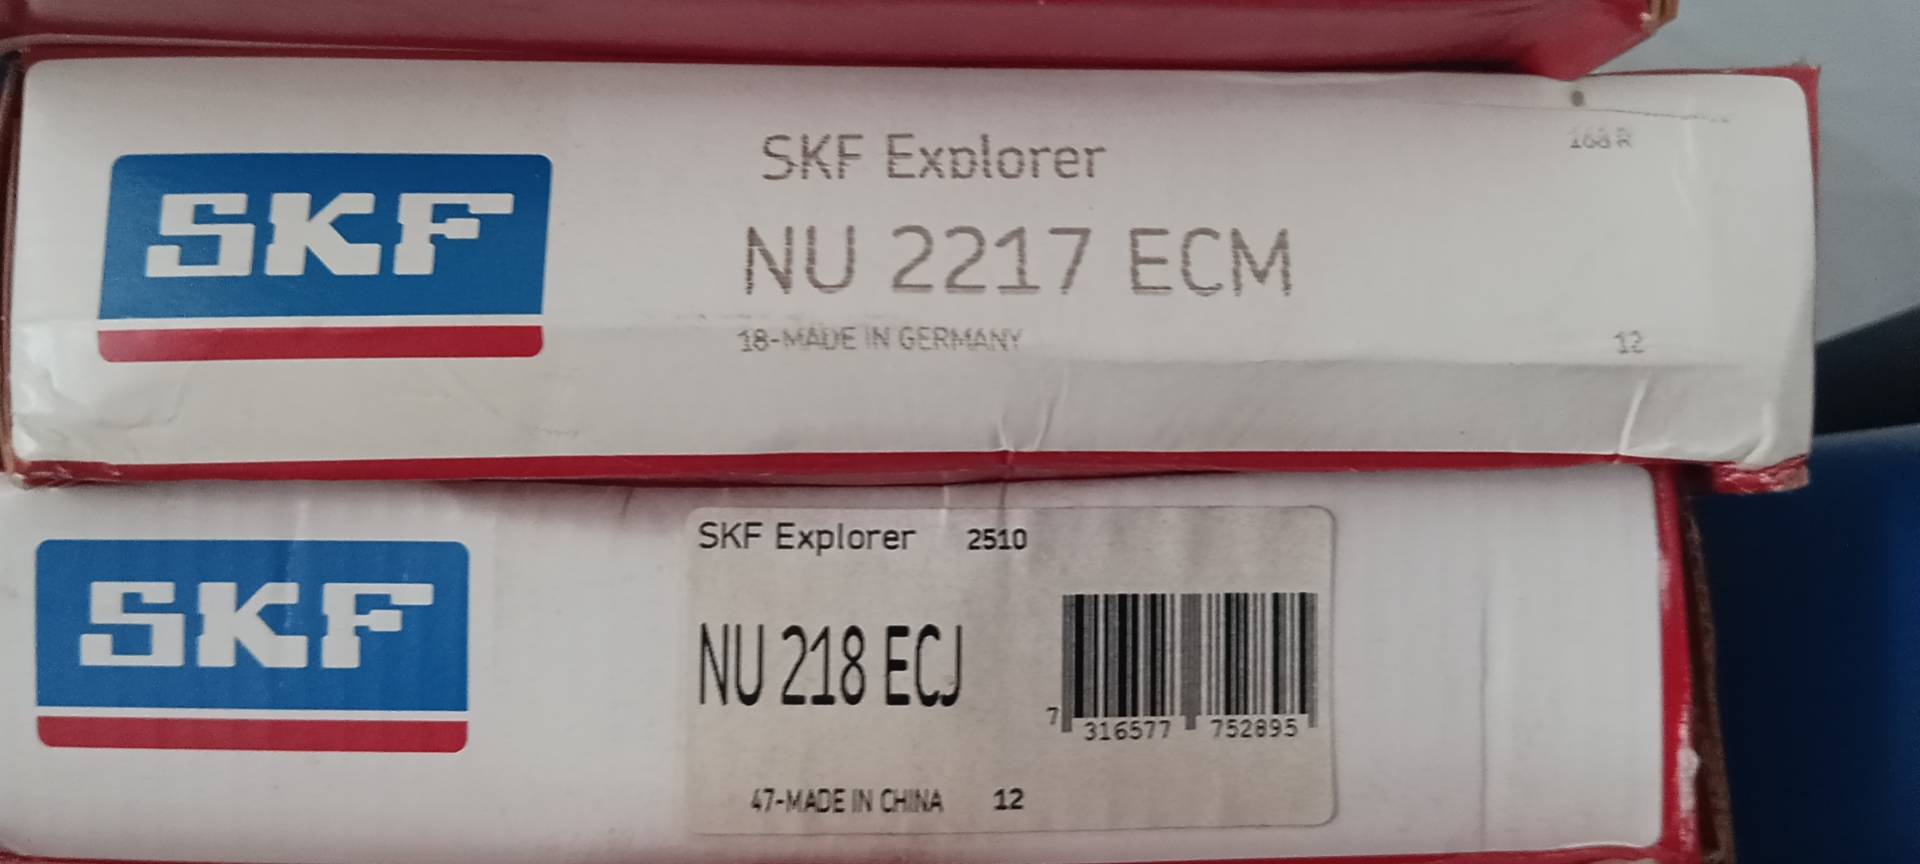 SKF
SKF Explorer
168 R
NU 2217 ECM
18-MADE IN GERMANY
12
SKF
SKF Explorer 2510
NU 218 ECJ
7 316577 752895
47-MADE IN CHINA 12